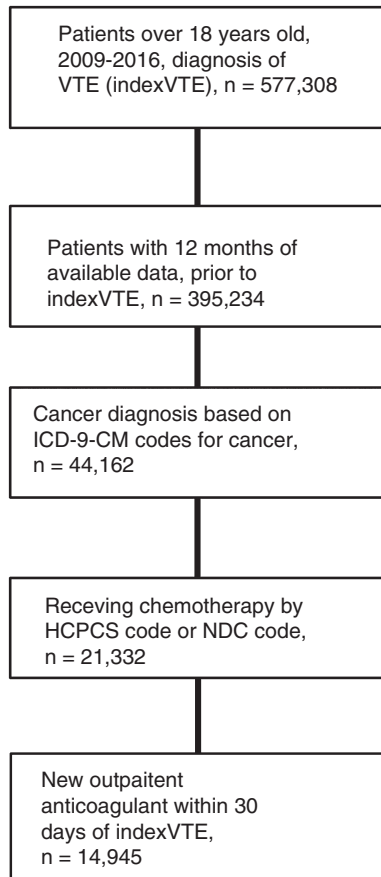 Patients over 18 years old,
2009-2016, diagnosis of
VTE (indexVTE), n = 577,308
Patients with 12 months of
available data, prior to
indexVTE, n = 395,234
Cancer diagnosis based on
ICD-9-CM codes for cancer,
n = 44,162
Receving chemotherapy by
HCPCS code or NDC code,
n = 21,332
New outpaitent
anticoagulant within 30
days of indexVTE,
n = 14,945